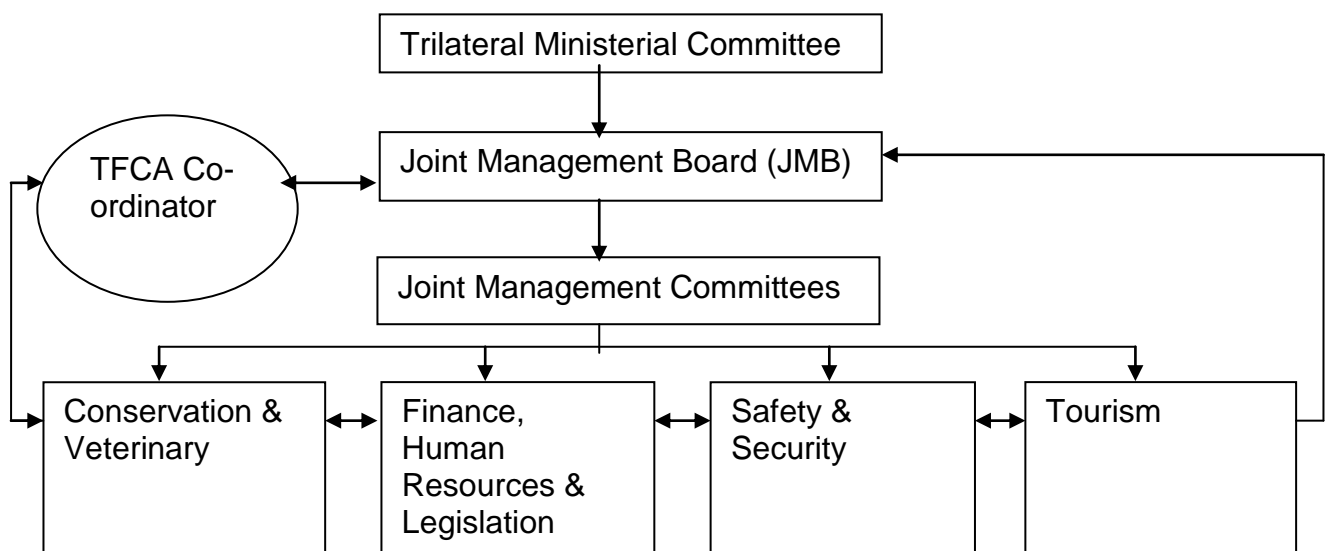 Trilateral Ministerial Committee
TFCA Co-
ordinator
Joint Management Board (JMB)
Joint Management Committees
Conservation &
Veterinary
Finance,
Human
Resources &
Legislation
Safety &
Security
Tourism